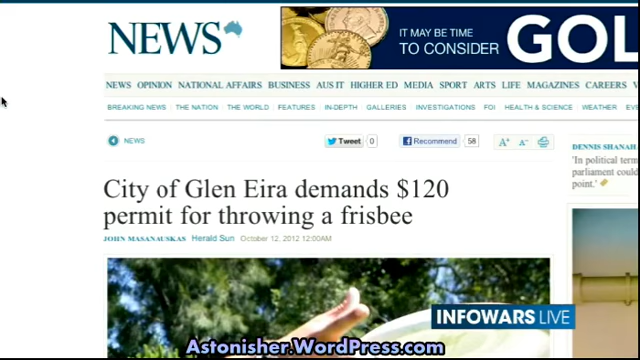 NEWS
IT MAY BE TIME
TO CONSIDER
NEWS OPINION NATIONAL AFFAIRS BUSINESS AUS IT HIGHER ED MEDIA SPORT ARTS LIFE MAGAZINES CAREERS
BREAKING NEWS THE NATION THE WORLD FEATURES IN-DEPTH GALLERIES INVESTIGATIONS FOI HEALTH & SCIENCE WEATHER
NEWS
Tweet 0
Recommend 58
A+ A-
DENNIS SHANAH
'In political term
parliament could
point.'
City of Glen Eira demands $120
permit for throwing a frisbee
JOHN MASANAUSKAS Herald Sun October 12, 2012 12:00AM
INFOWARS LIVE
Astonisher.WordPress.com